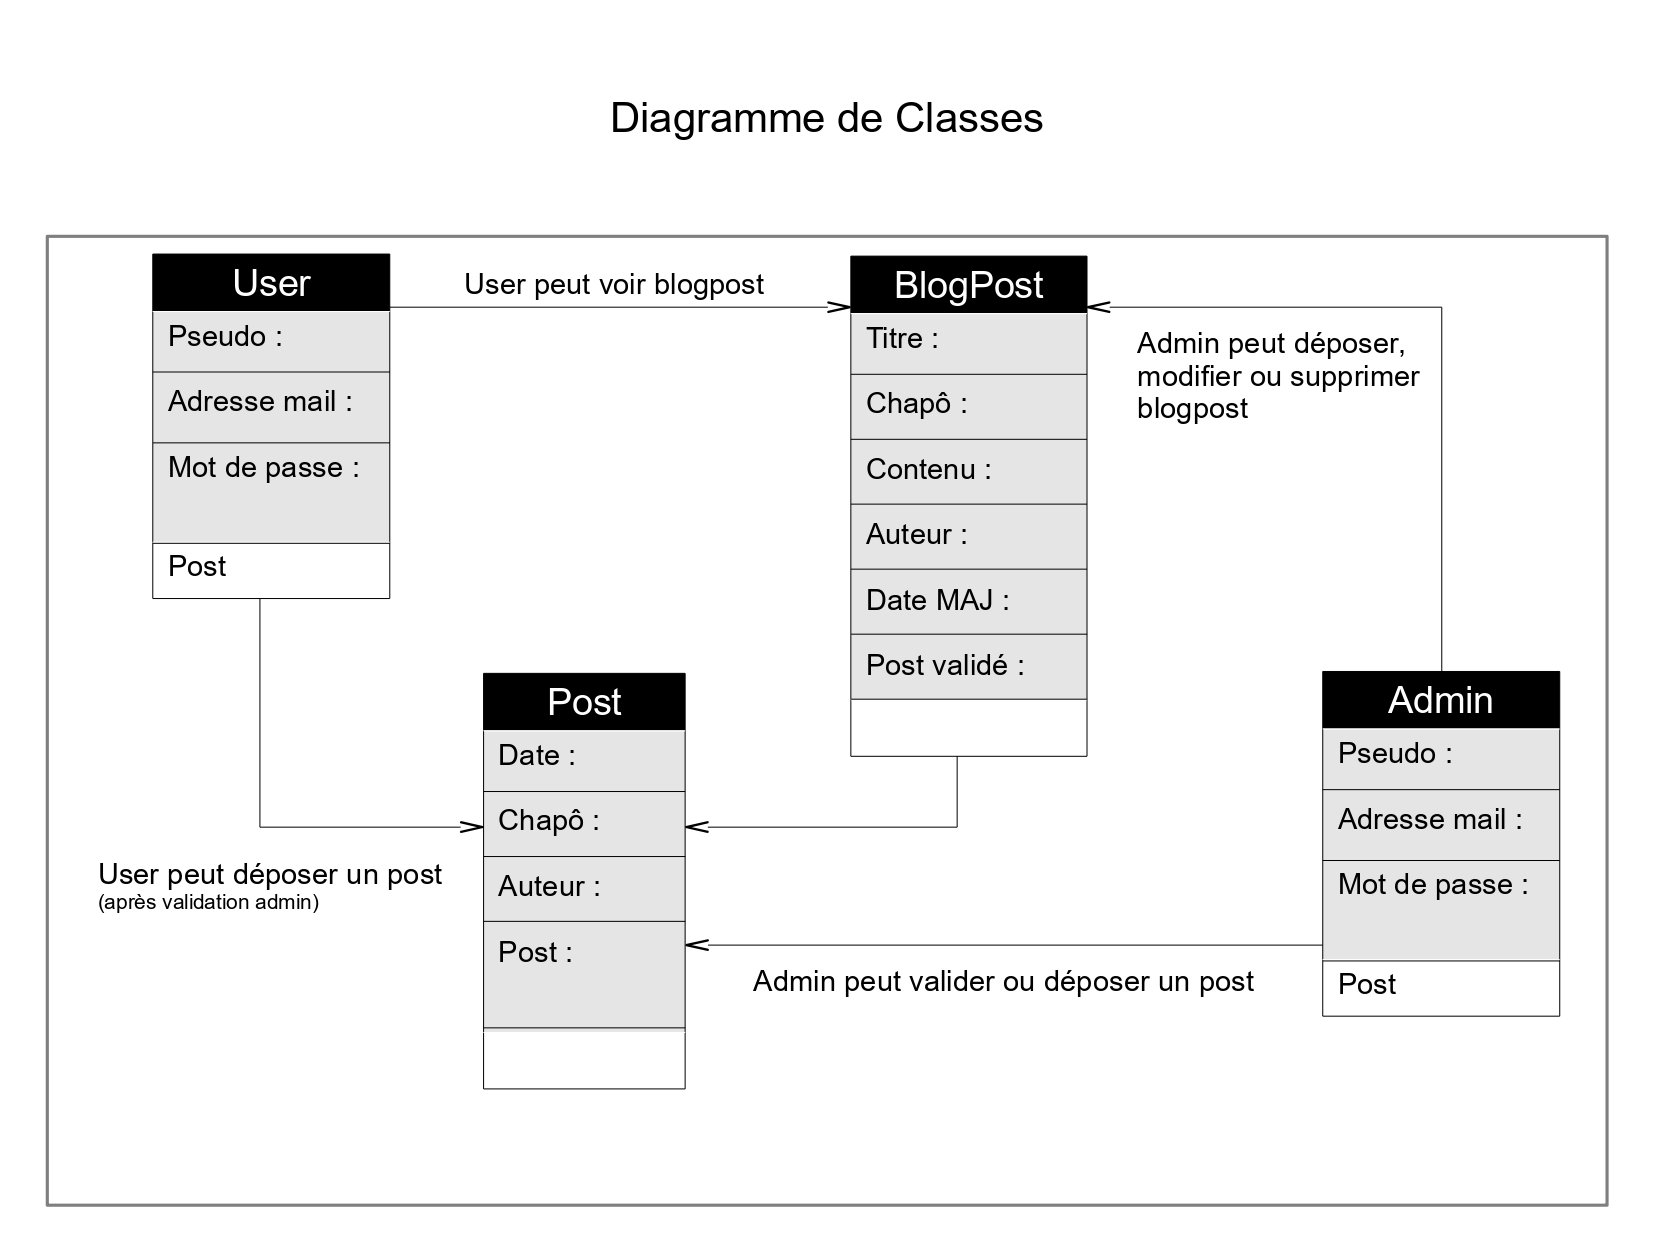 Diagramme de Classes
User
Pseudo :
Adresse mail :
Mot de passe :
Post
User peut voir blogpost
BlogPost
Titre :
Chapô :
Contenu :
Auteur :
Date MAJ :
Post validé :
Admin peut déposer,
modifier ou supprimer
blogpost
Post
Date :
Chapô :
Auteur :
Post :
User peut déposer un post
(après validation admin)
Admin
Pseudo :
Adresse mail :
Mot de passe :
Post
Admin peut valider ou déposer un post